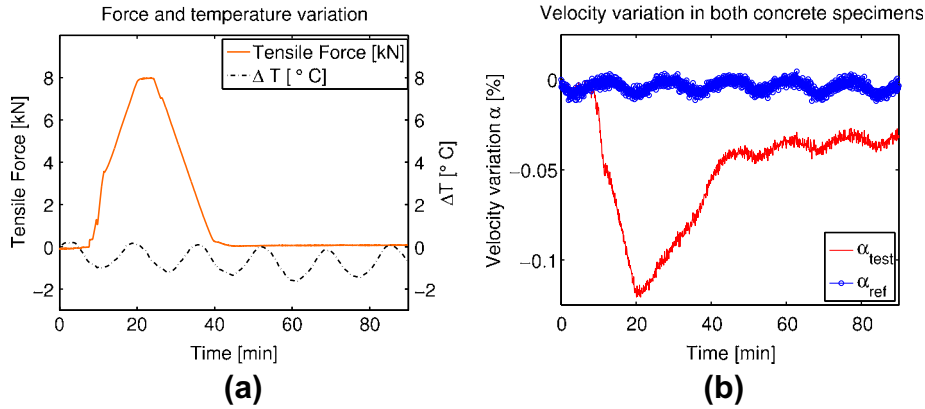 Force and temperature variation
Tensile Force [kN]
Δ T [ ° C]
8
6
4
2
0
−2
8
6
4
2
0
−2
Tensile Force [kN]
ΔT [° C]
0
20
40
60
80
Time [min]
(a)
Velocity variation in both concrete specimens
0
−0.05
−0.1
Velocity variation α [%]
α test
α ref
0
20
40
60
80
Time [min]
(b)